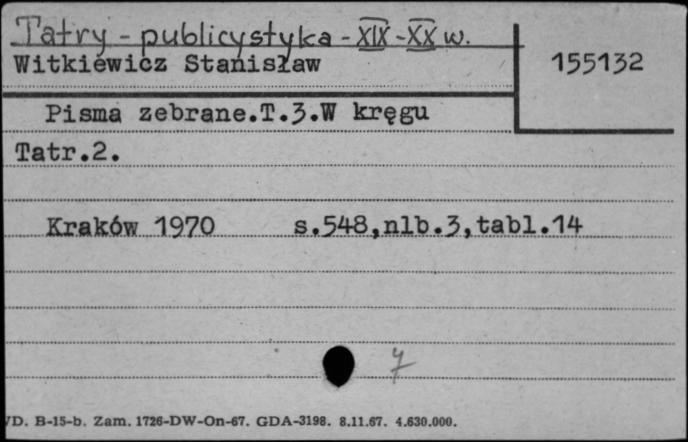 Tatry - publicystyka - XIX - XX w.
Witkiewicz Stanisław
155132
Pisma zebrane.T.3.W kręgu
Tatr.2.
Kraków 1970 s.548,nlb.3,tabl.14
7
D. B-15-b. Zam. 1726-DW-On-67. GDA-3198. 8.11.67. 4.630.000.